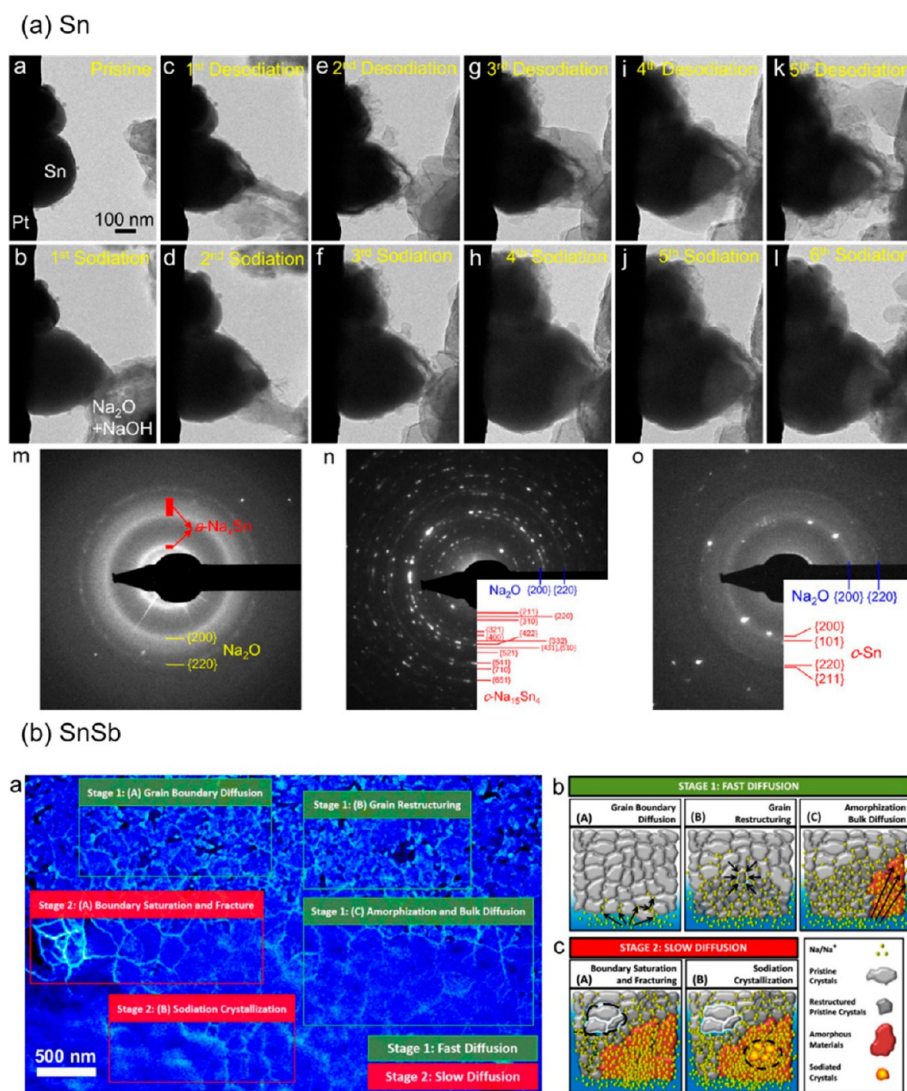 (a) Sn
a
Pristine
Sn
Pt
100 nm
c
1st Desodiation
e
2nd Desodiation
g
3rd Desodiation
i
4th Desodiation
k
5th Desodiation
b
1st Sodiation
Na2O
+NaOH
d
2nd Sodiation
f
3rd Sodiation
h
4th Sodiation
j
5th Sodiation
l
6th Sodiation
m
a-NaxSn
{200}
Na2O
{220}
n
Na2O {200} {220}
{211}
{220}
{310}
{321}
{400}
{422}
{532}
{521}
{541}
{710}
{651}
c-Na15Sn4
o
Na2O {200} {220}
{200}
{101}
c-Sn
{220}
{211}
(b) SnSb
a
Stage 1: (A) Grain Boundary Diffusion
Stage 1: (B) Grain Restructuring
Stage 2: (A) Boundary Saturation and Fracture
Stage 1: (C) Amorphization and Bulk Diffusion
Stage 2: (B) Sodiation Crystallization
500 nm
Stage 1: Fast Diffusion
Stage 2: Slow Diffusion
b
STAGE 1: FAST DIFFUSION
(A)
Grain Boundary
Diffusion
(B)
Grain
Restructuring
(C)
Amorphization
Bulk Diffusion
c
STAGE 2: SLOW DIFFUSION
(A)
Boundary Saturation
and Fracturing
(B)
Sodiation
Crystallization
Na/Na+
Pristine
Crystals
Restructured
Pristine Crystals
Amorphous
Materials
Sodiated
Crystals